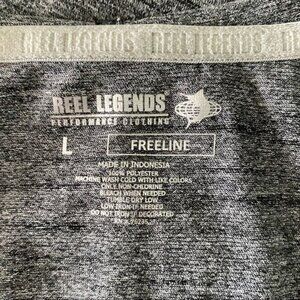 REEL LEGENDS REEL LEGENDS
REEL LEGENDS®
PERFORMANCE CLOTHING
L
FREELINE
MADE IN INDONESIA
100% POLYESTER
MACHINE WASH COLD WITH LIKE COLORS
ONLY NON-CHLORINE
BLEACH WHEN NEEDED
TUMBLE DRY LOW
LOW IRON IF NEEDED
DO NOT IRON IF DECORATED